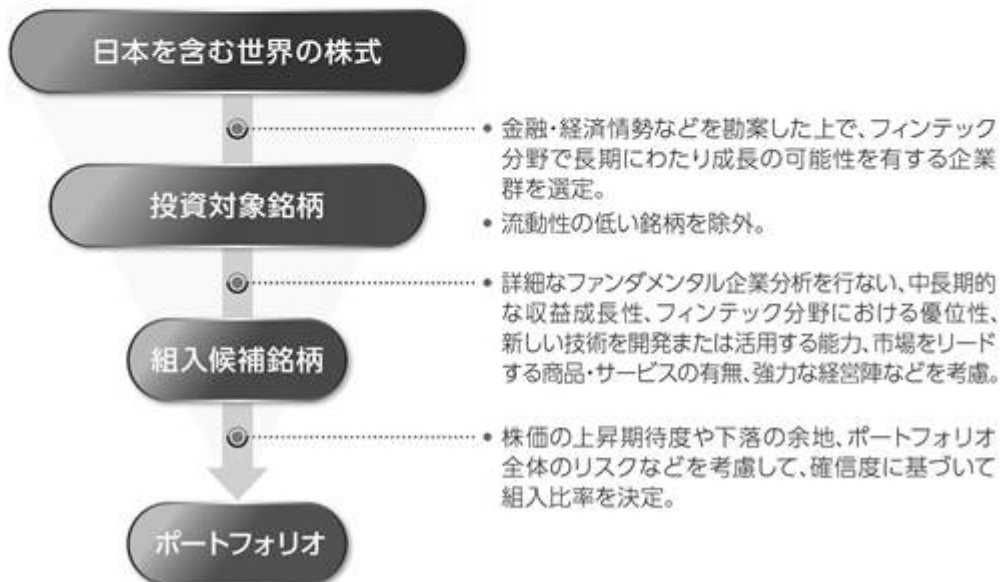 日本を含む世界の株式
• 金融・経済情勢などを勘案した上で、フィンテック
分野で長期にわたり成長の可能性を有する企業
群を選定。
投資対象銘柄
• 流動性の低い銘柄を除外。
• 詳細なファンダメンタル企業分析を行ない、中長期的
な収益成長性、フィンテック分野における優位性、
新しい技術を開発または活用する能力、市場をリード
する商品・サービスの有無、強力な経営陣などを考慮。
組入候補銘柄
• 株価の上昇期待度や下落の余地、ポートフォリオ
全体のリスクなどを考慮して、確信度に基づいて
組入比率を決定。
ポートフォリオ